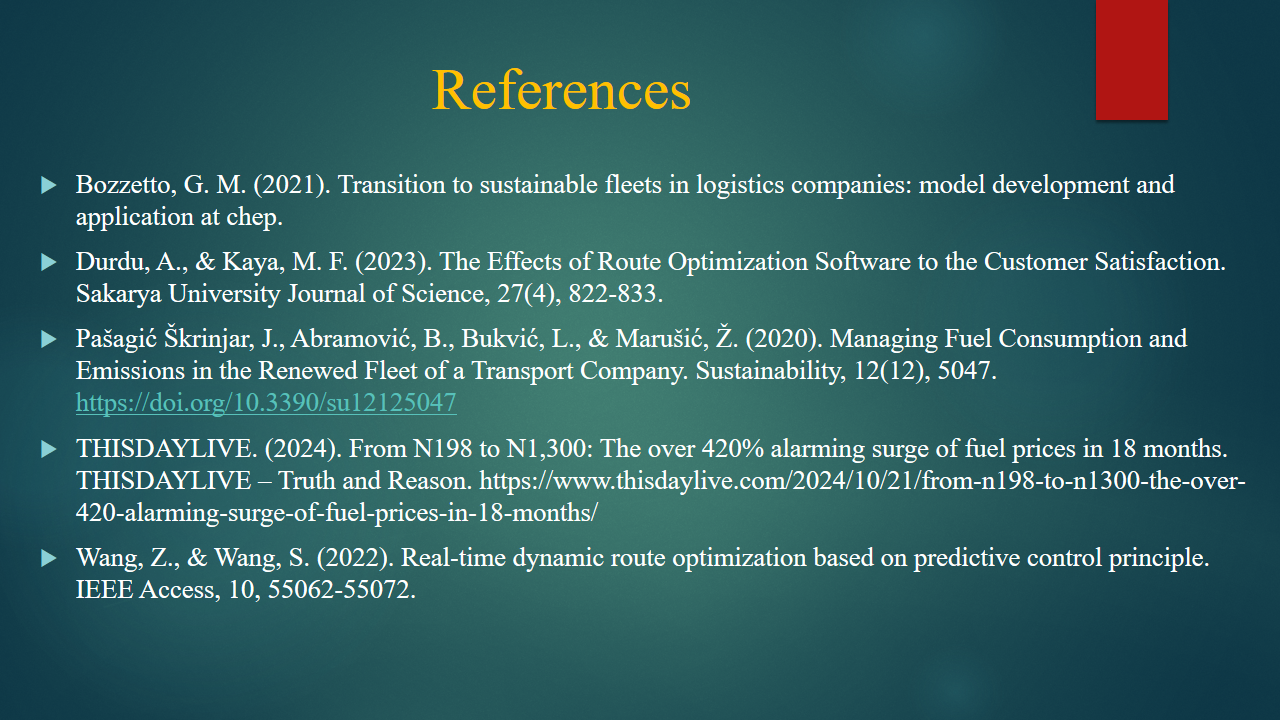 References
Bozzetto, G. M. (2021). Transition to sustainable fleets in logistics companies: model development and
application at chep.
Durdu, A., & Kaya, M. F. (2023). The Effects of Route Optimization Software to the Customer Satisfaction.
Sakarya University Journal of Science, 27(4), 822-833.
Pašagić Škrinjar, J., Abramović, B., Bukvić, L., & Marušić, Ž. (2020). Managing Fuel Consumption and
Emissions in the Renewed Fleet of a Transport Company. Sustainability, 12(12), 5047.
https://doi.org/10.3390/su12125047
THISDAYLIVE. (2024). From N198 to N1,300: The over 420% alarming surge of fuel prices in 18 months.
THISDAYLIVE – Truth and Reason. https://www.thisdaylive.com/2024/10/21/from-n198-to-n1300-the-over-
420-alarming-surge-of-fuel-prices-in-18-months/
Wang, Z., & Wang, S. (2022). Real-time dynamic route optimization based on predictive control principle.
IEEE Access, 10, 55062-55072.